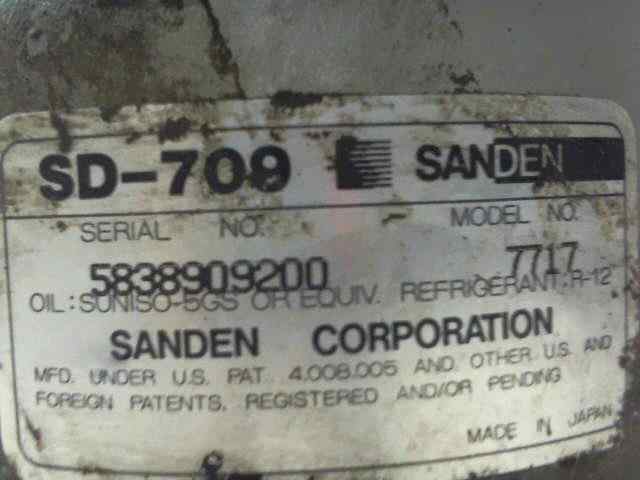 SD-709 SANDEN
SERIAL NO. MODEL NO.
5838909200 7717
OIL: SUNISO-5GS OR EQUIV. REFRIGERANT: R-12
SANDEN CORPORATION
MFD. UNDER U.S. PAT. 4.008.005 AND OTHER U.S. AND
FOREIGN PATENTS, REGISTERED AND/OR PENDING
MADE IN JAPAN